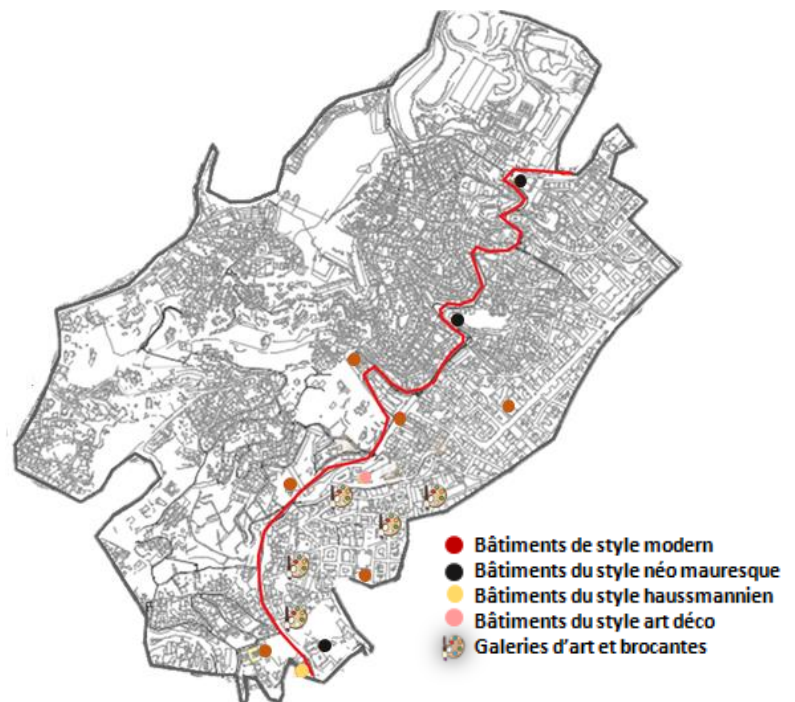 Bâtiments de style modern
Bâtiments du style néo mauresque
Bâtiments du style haussmannien
Bâtiments du style art déco
Galeries d'art et brocantes